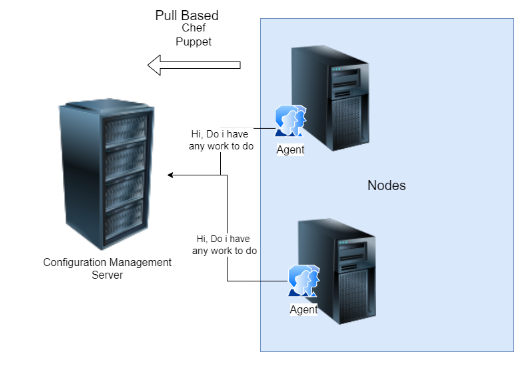 Pull Based
Chef
Puppet
Hi, Do i have
any work to do
Agent
Nodes
Hi, Do i have
any work to do
Configuration Management
Server
Agent